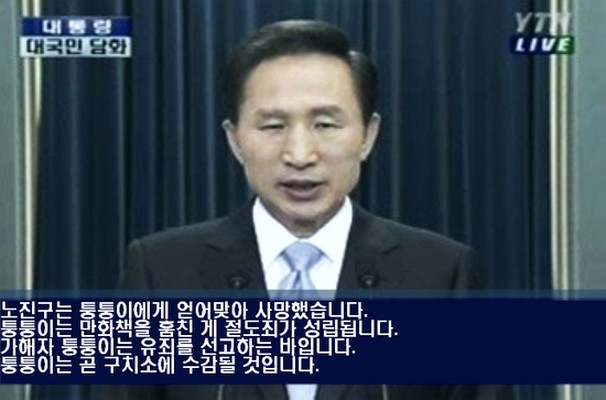 대통령
대국민 담화
YTN
LIVE
노진구는 퉁퉁이에게 얻어맞아 사망했습니다.
퉁퉁이는 만화책을 훔친 게 절도죄가 성립됩니다.
가해자 퉁퉁이는 유죄를 선고하는 바입니다.
퉁퉁이는 곧 구치소에 수감될 것입니다.